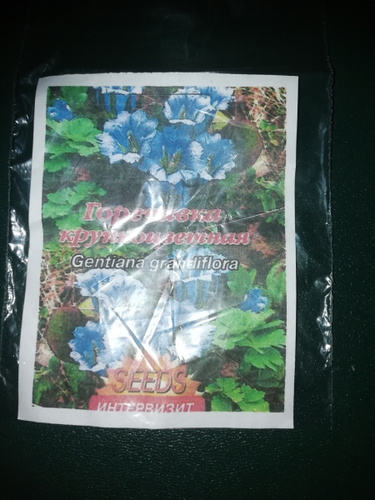 Горечавка
крупноцветная
Gentiana grandiflora
SEEDS
ИНТЕРВИЗИТ